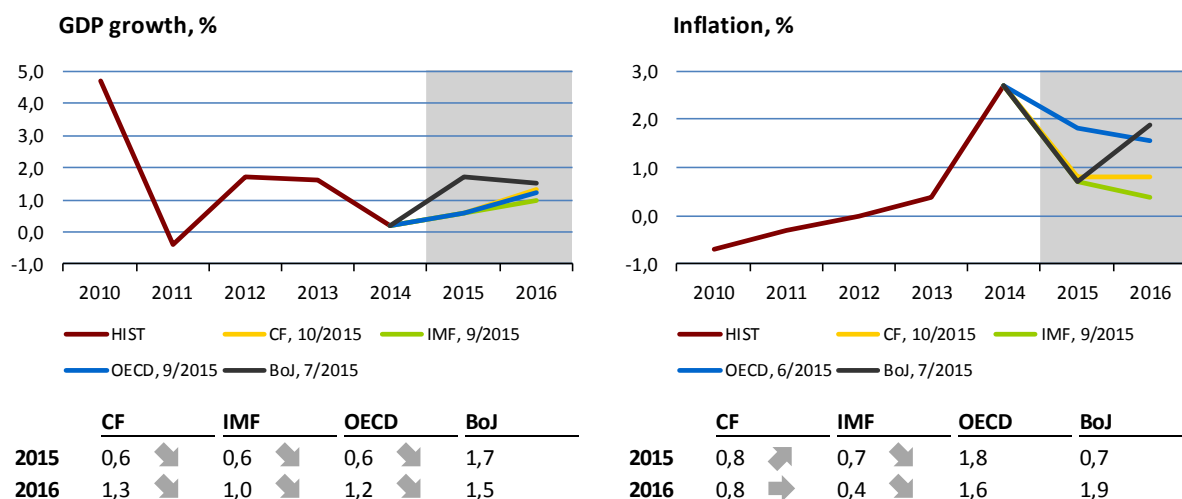 GDP growth, %
5,0
4,0
3,0
2,0
1,0
0,0
-1,0
2010 2011 2012 2013 2014 2015 2016
HIST CF, 10/2015 IMF, 9/2015
OECD, 9/2015 BoJ, 7/2015
CF IMF OECD BoJ
2015 0,6 0,6 0,6 1,7
2016 1,3 1,0 1,2 1,5
Inflation, %
3,0
2,0
1,0
0,0
-1,0
2010 2011 2012 2013 2014 2015 2016
HIST CF, 10/2015 IMF, 9/2015
OECD, 6/2015 BoJ, 7/2015
CF IMF OECD BoJ
2015 0,8 0,7 1,8 0,7
2016 0,8 0,4 1,6 1,9